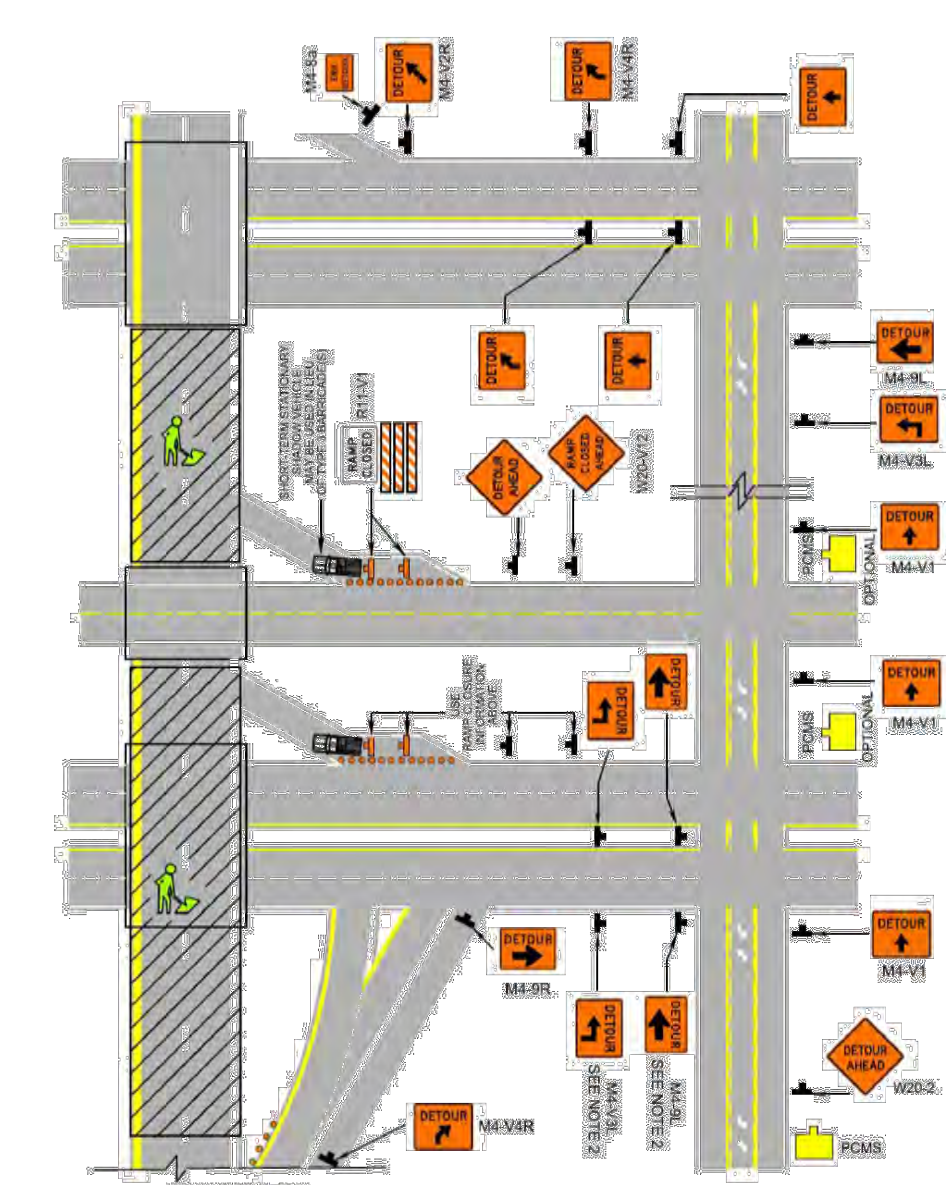 M4-8a
END
DETOUR
DETOUR
M4-V2R
DETOUR
M4-V4R
DETOUR
DETOUR
DETOUR
DETOUR
M4-9L
DETOUR
M4-V3L
SHORT-TERM STATIONARY
SHADOW VEHICLE
MAY BE USED IN LIEU
OF TYPE 3 BARRICADE(S)
RAMP
CLOSED
R11-V1
DETOUR
AHEAD
RAMP
CLOSED
AHEAD
W20-V12
PCMS
OPTIONAL
DETOUR
M4-V1
USE
RAMP CLOSURE
INFORMATION
ABOVE
DETOUR
DETOUR
PCMS
OPTIONAL
DETOUR
M4-V1
DETOUR
M4-9R
DETOUR
M4-V3L
SEE NOTE 2
DETOUR
M4-9L
SEE NOTE 2
DETOUR
M4-V1
DETOUR
AHEAD
W20-2
DETOUR
M4-V4R
PCMS